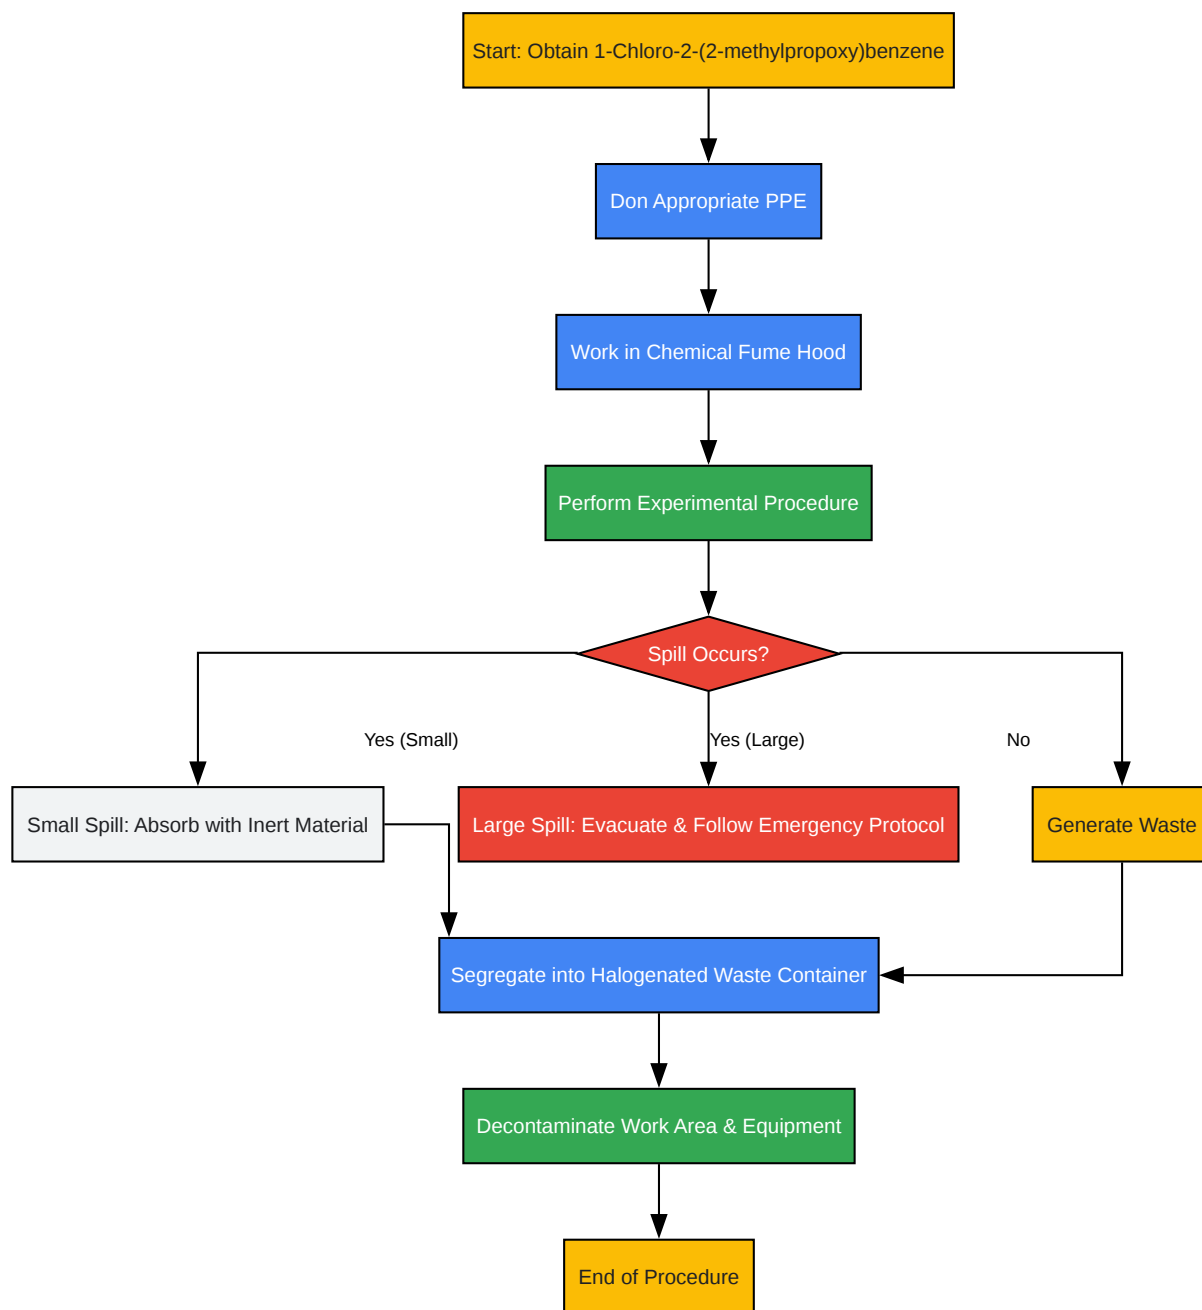 Start: Obtain 1-Chloro-2-(2-methylpropoxy)benzene
Don Appropriate PPE
Work in Chemical Fume Hood
Perform Experimental Procedure
Spill Occurs?
Yes (Small)
Yes (Large)
No
Small Spill: Absorb with Inert Material
Large Spill: Evacuate & Follow Emergency Protocol
Generate Waste
Segregate into Halogenated Waste Container
Decontaminate Work Area & Equipment
End of Procedure